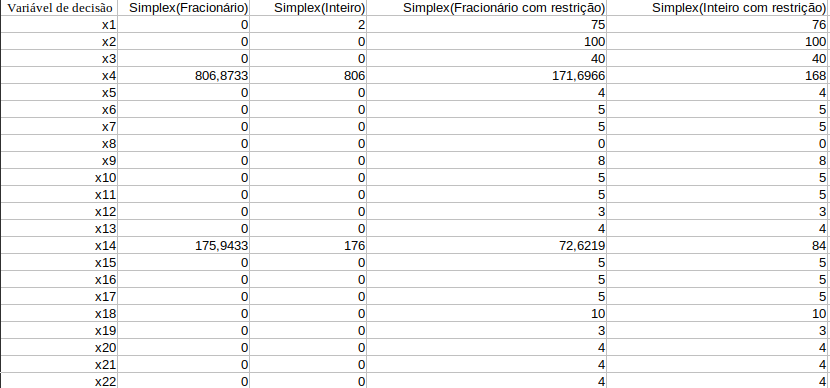 Variável de decisão Simplex(Fracionário) Simplex(Inteiro) Simplex(Fracionário com restrição) Simplex(Inteiro com restrição)
x1 0 2 75 76
x2 0 0 100 100
x3 0 0 40 40
x4 806,8733 806 171,6966 168
x5 0 0 4 4
x6 0 0 5 5
x7 0 0 5 5
x8 0 0 0 0
x9 0 0 8 8
x10 0 0 5 5
x11 0 0 5 5
x12 0 0 3 3
x13 0 0 4 4
x14 175,9433 176 72,6219 84
x15 0 0 5 5
x16 0 0 5 5
x17 0 0 5 5
x18 0 0 10 10
x19 0 0 3 3
x20 0 0 4 4
x21 0 0 4 4
x22 0 0 4 4